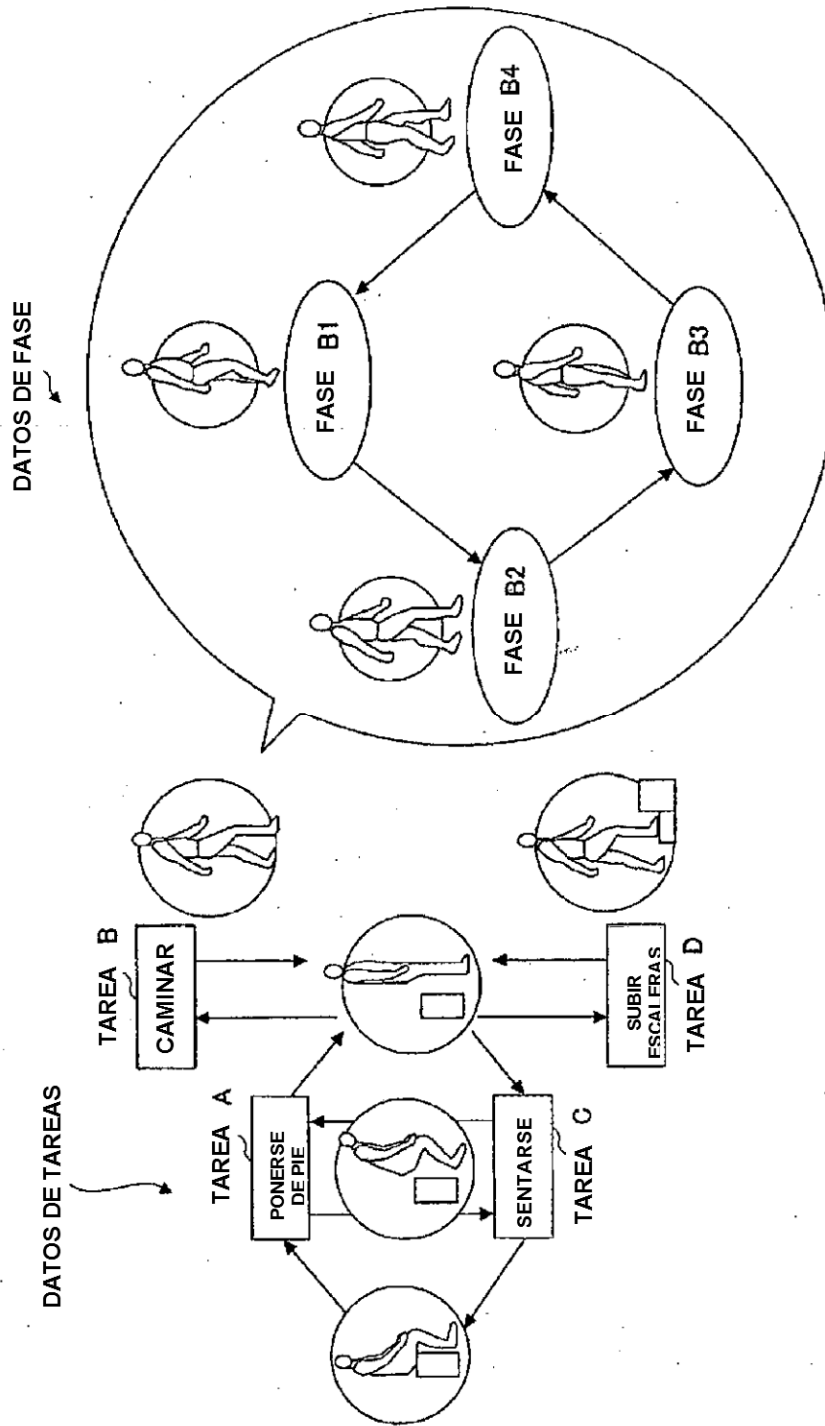 DATOS DE TAREAS
TAREA A
PONERSE
DE PIE
TAREA B
CAMINAR
SENTARSE
TAREA C
SUBIR
ESCALERAS
TAREA D
DATOS DE FASE
FASE B1
FASE B2
FASE B3
FASE B4